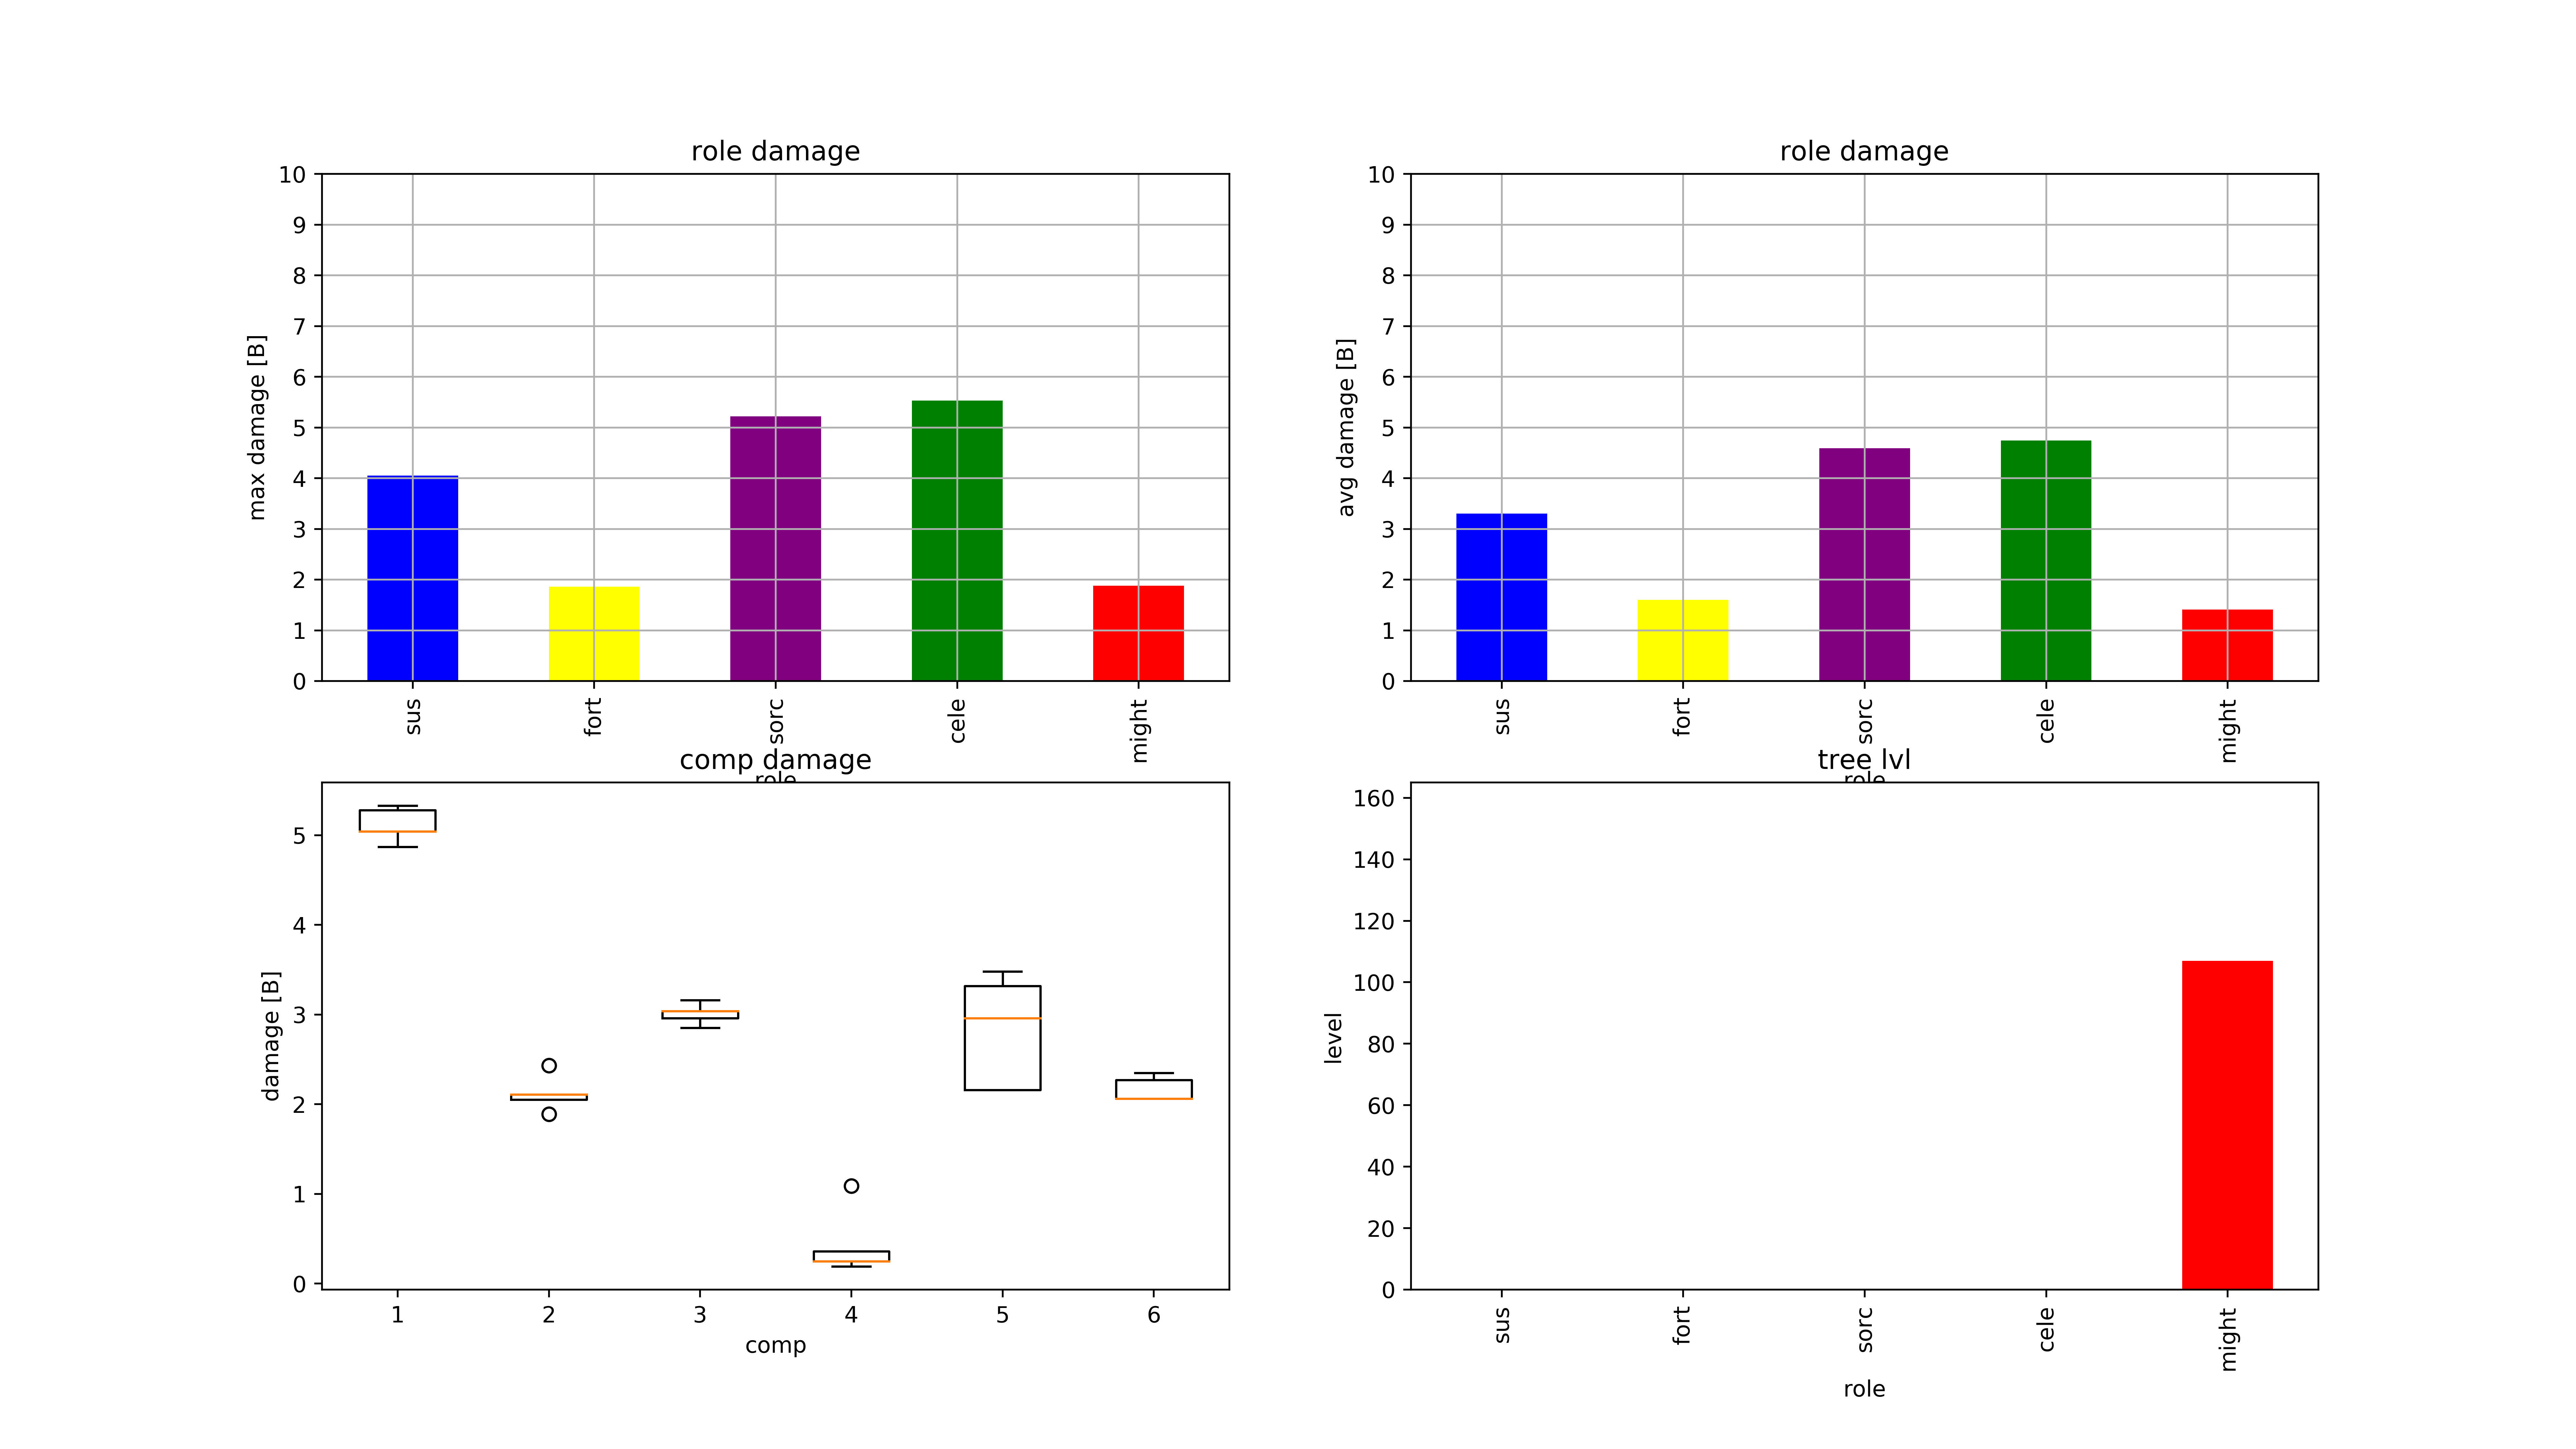 role damage
10
9
8
7
6
5
4
3
2
1
0
max damage [B]
sus
fort
sorc
cele
might
role
role damage
10
9
8
7
6
5
4
3
2
1
0
avg damage [B]
sus
fort
sorc
cele
might
role
comp damage
5
4
3
2
1
0
damage [B]
1 2 3 4 5 6
comp
tree lvl
160
140
120
100
80
60
40
20
0
level
sus
fort
sorc
cele
might
role